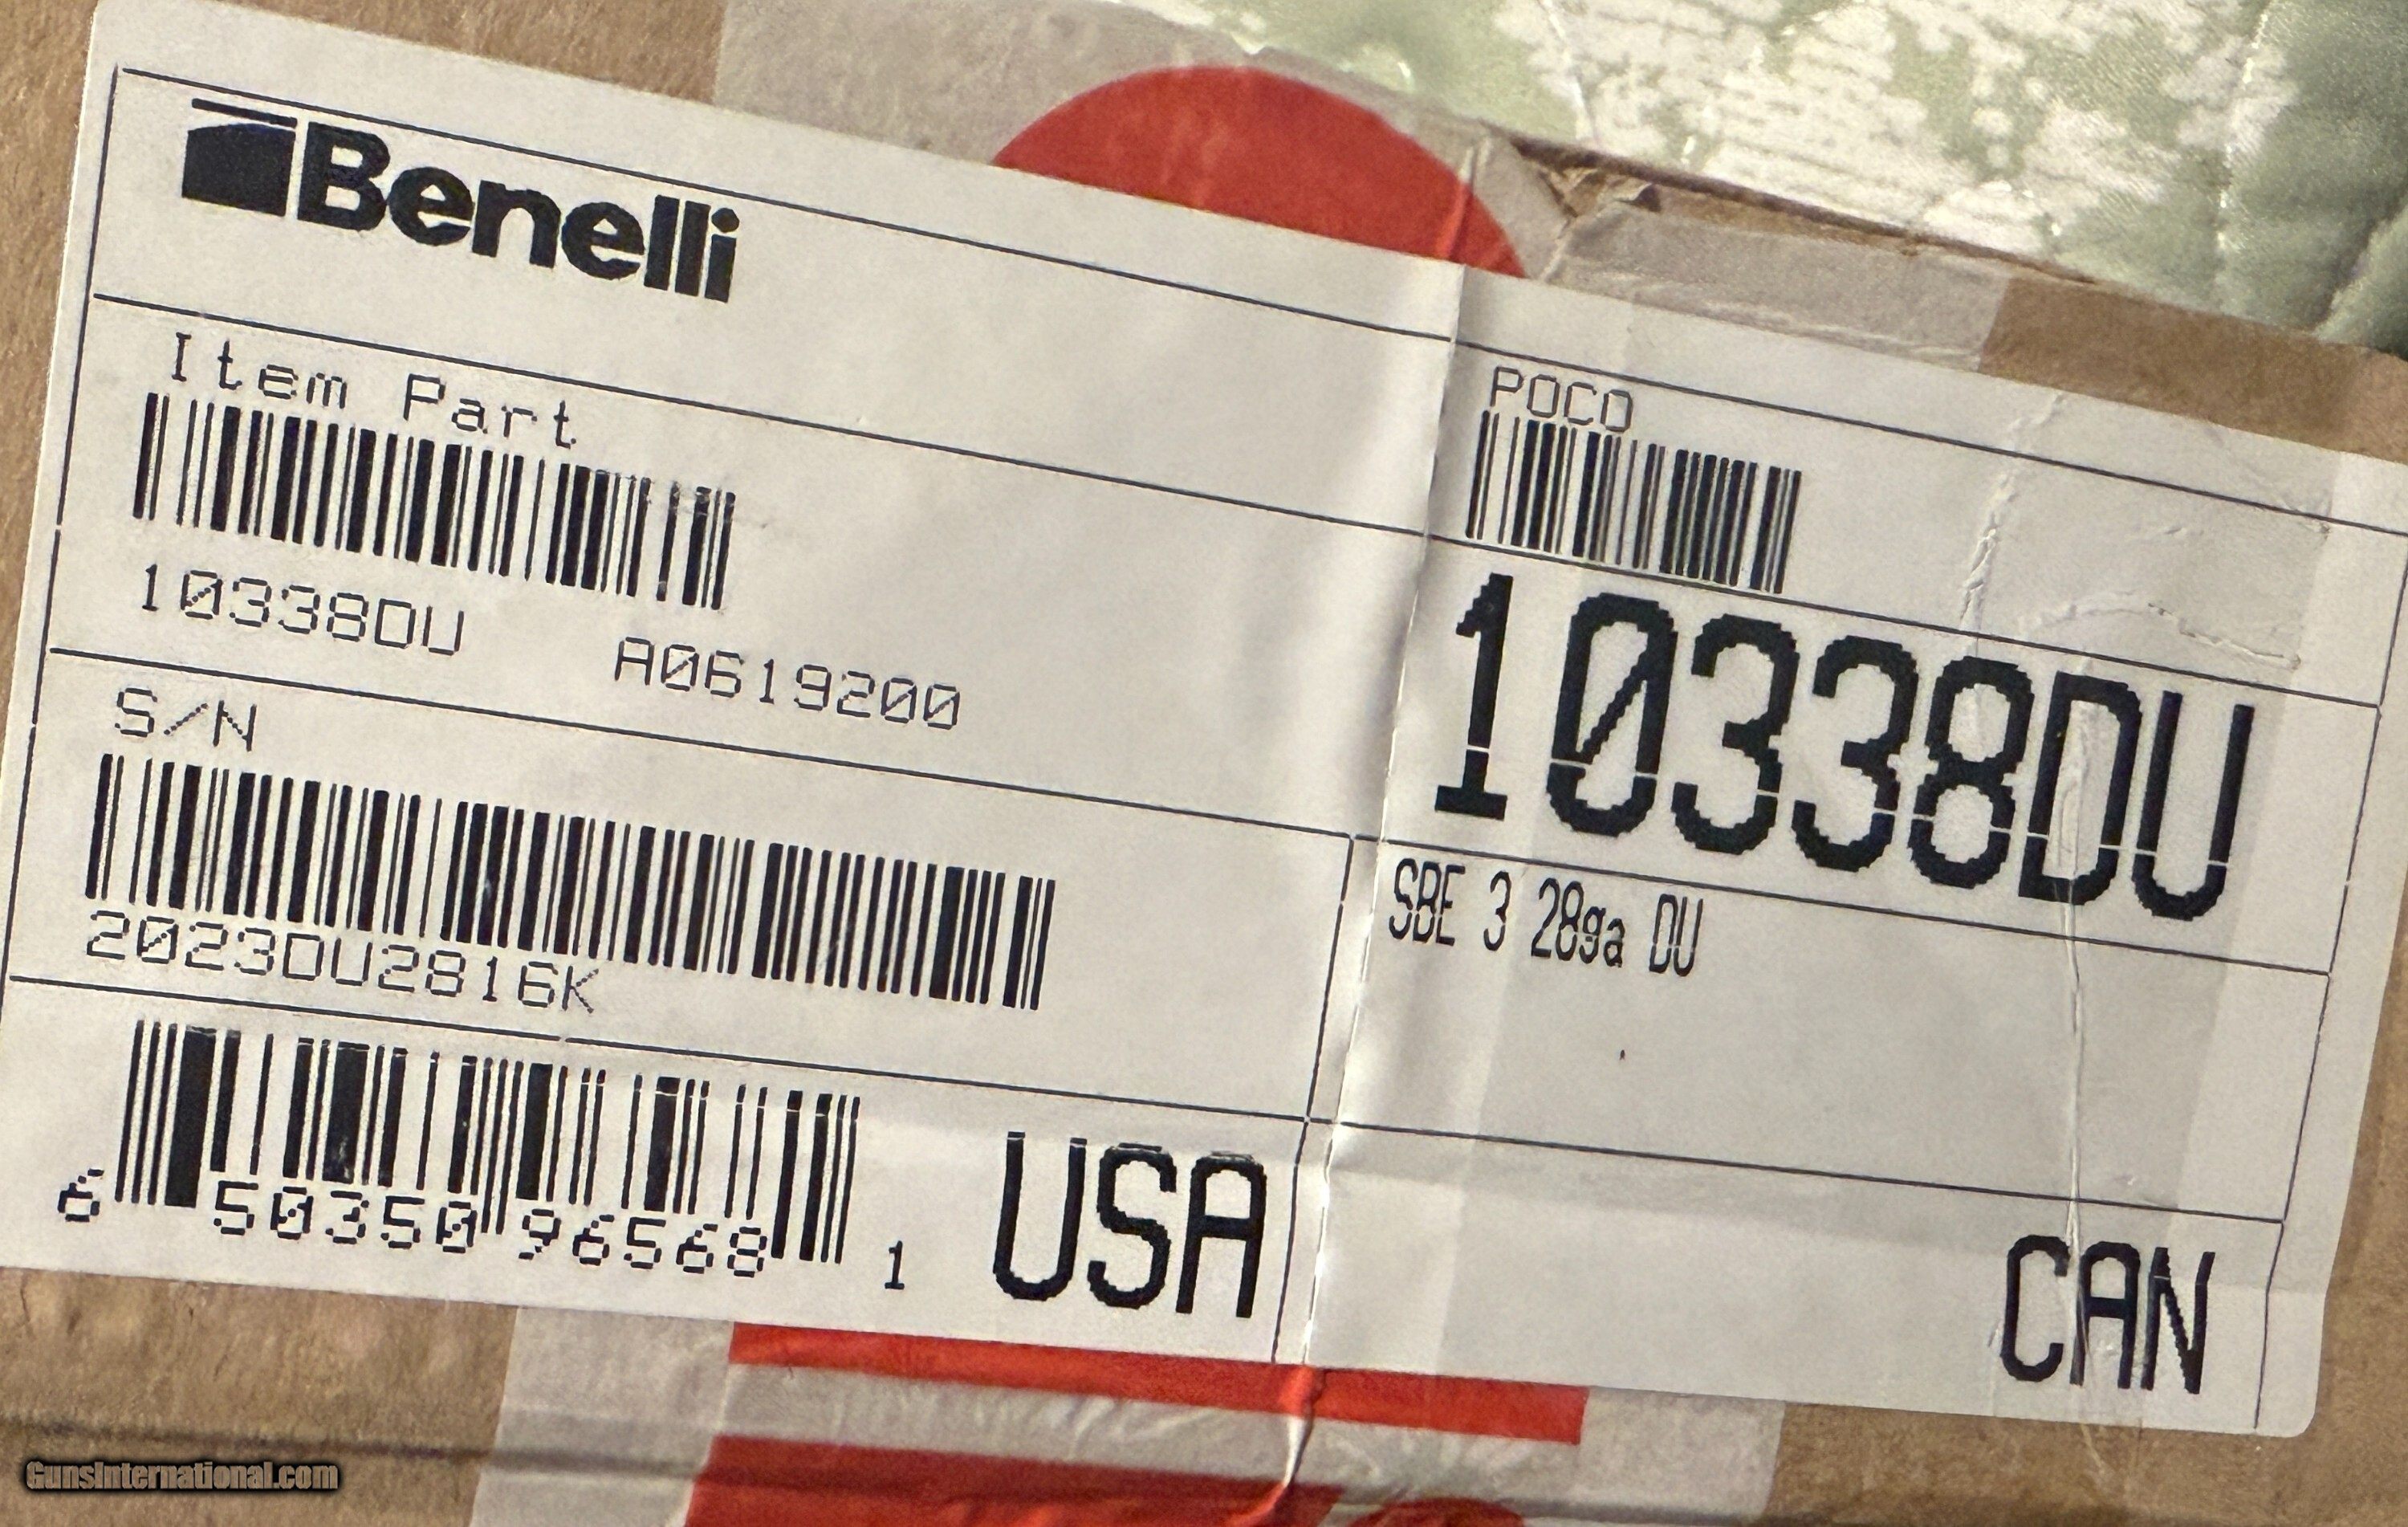 Benelli
Item Part
10338DU A0619200
POCO
10338DU
S/N
2023DU2816K
SBE 3 28ga DU
6 50350 96568 1
USA
CAN
GunsInternational.com